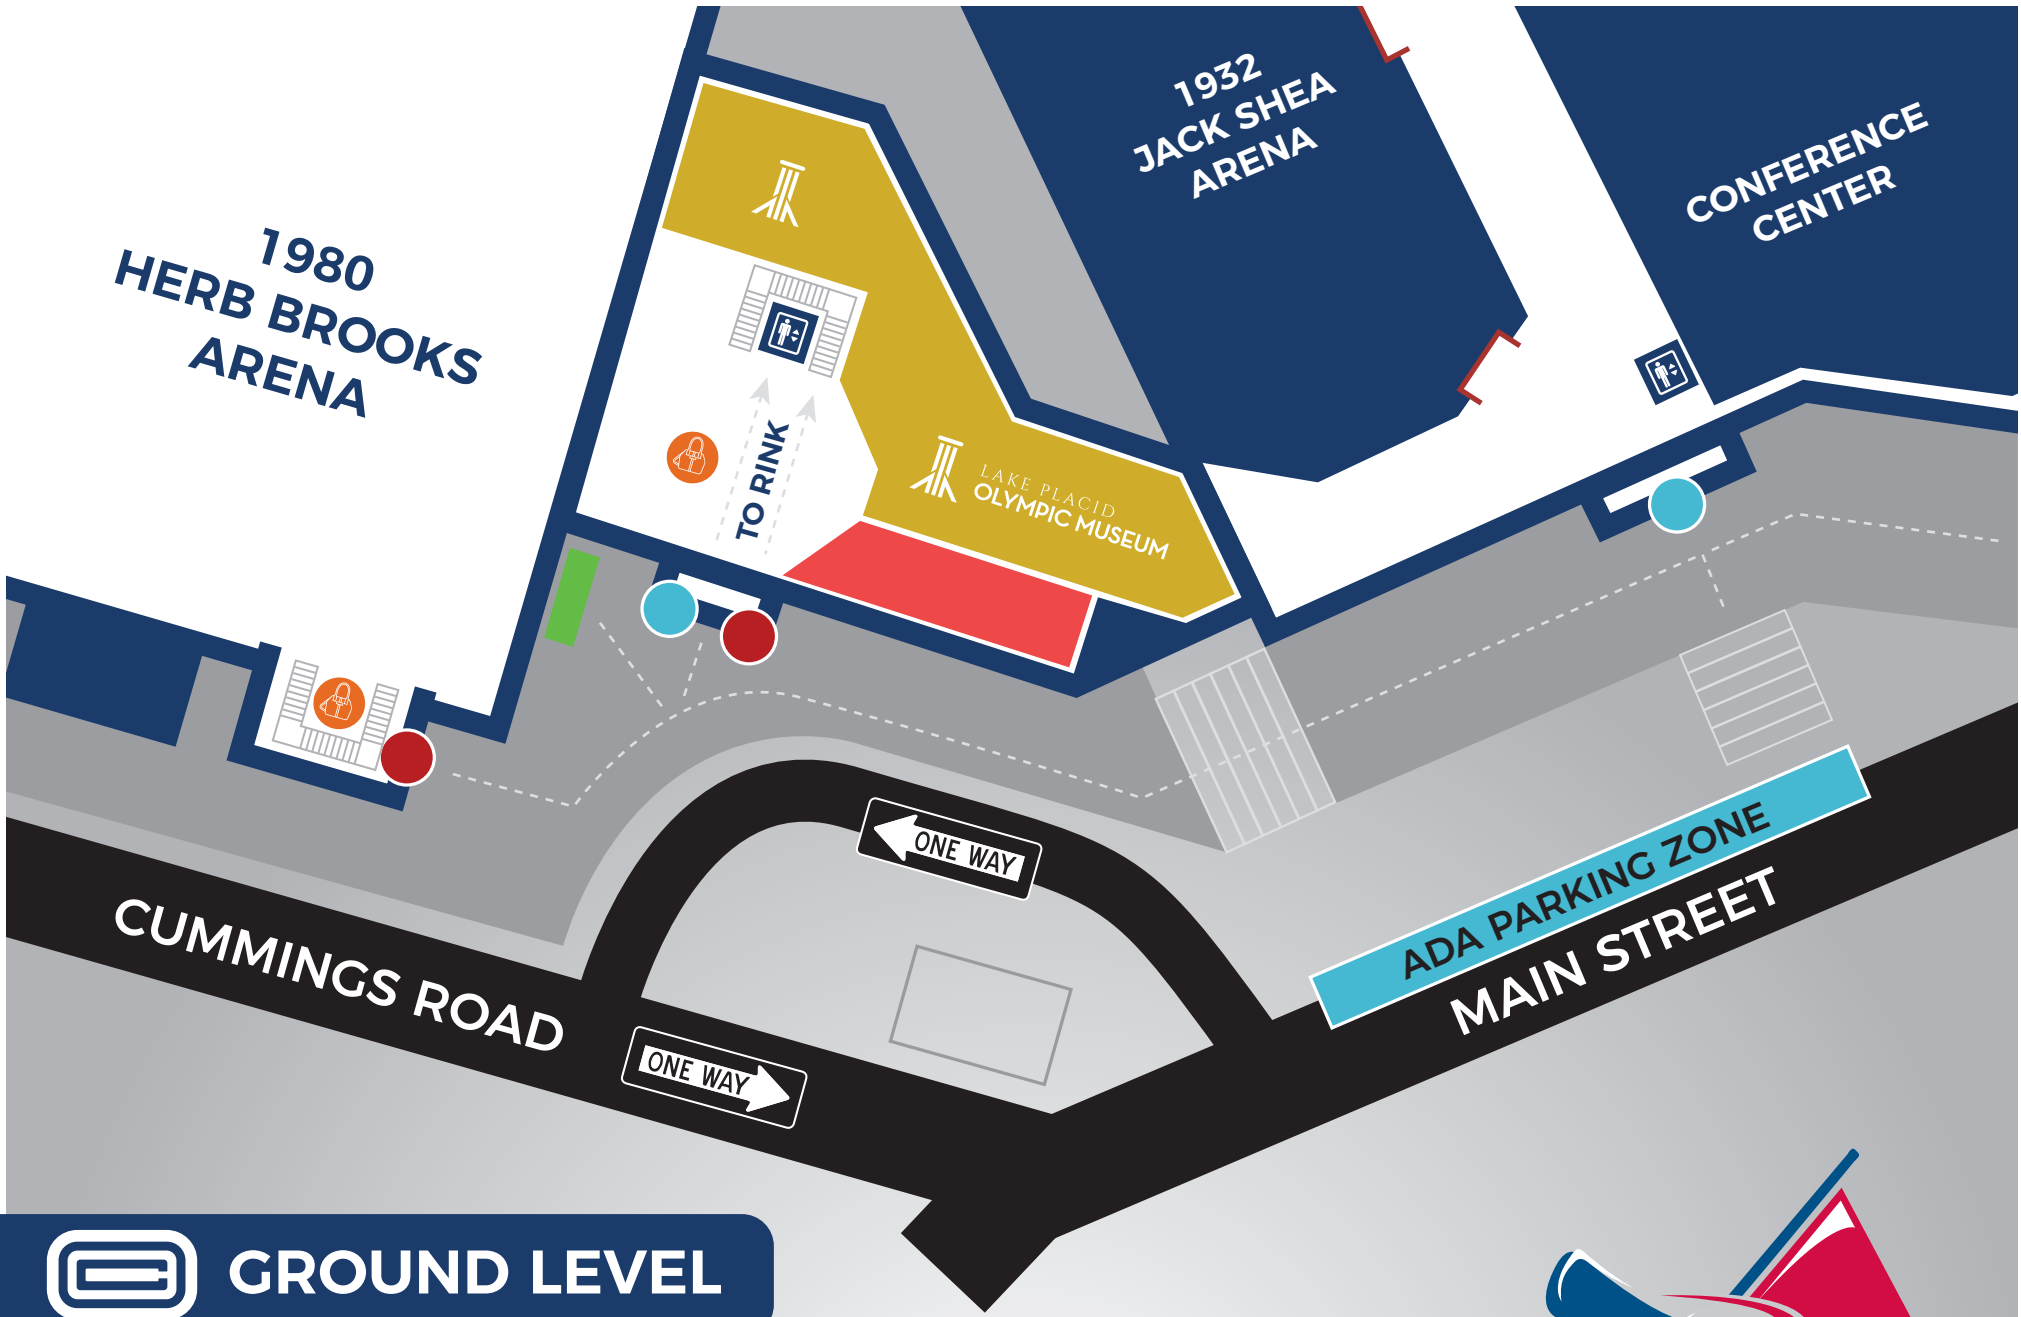 1932
JACK SHEA
ARENA
CONFERENCE
CENTER
1980
HERB BROOKS
ARENA
TO RINK
LAKE PLACID
OLYMPIC MUSEUM
ONE WAY
ADA PARKING ZONE
MAIN STREET
CUMMINGS ROAD
ONE WAY
GROUND LEVEL